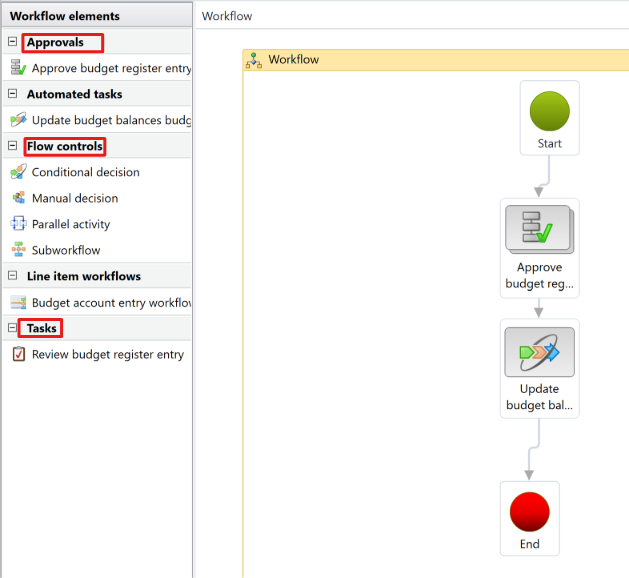 Workflow elements
Approvals
Approve budget register entry
Automated tasks
Update budget balances budg
Flow controls
Conditional decision
Manual decision
Parallel activity
Subworkflow
Line item workflows
Budget account entry workflow
Tasks
Review budget register entry
Workflow
Workflow
Start
Approve
budget reg...
Update
budget bal...
End